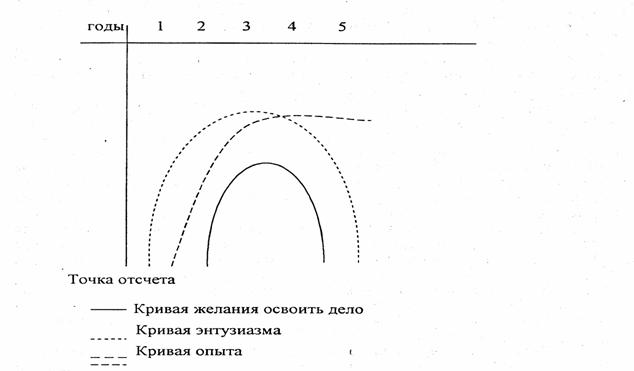 годы 1 2 3 4 5
Точка отсчета
Кривая желания освоить дело
Кривая энтузиазма
Кривая опыта